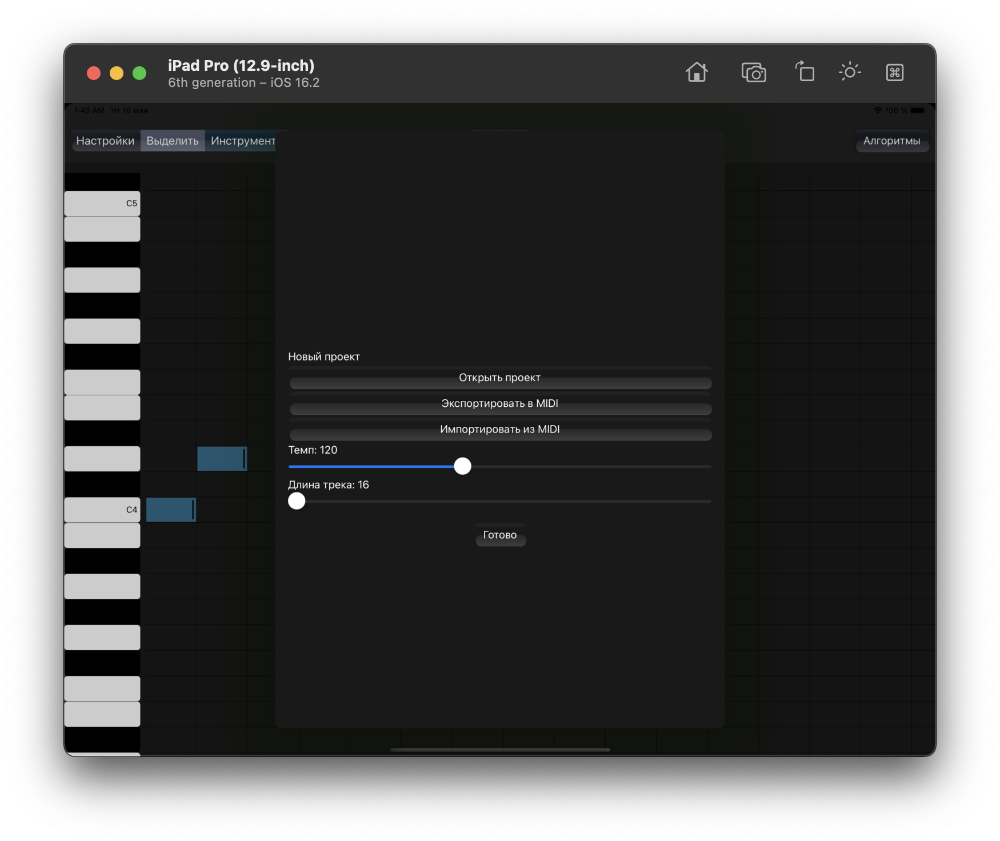 iPad Pro (12.9-inch)
6th generation – iOS 16.2
1:45 AM Чт 16 мая
100 %
Настройки Выделить Инструмент
Алгоритмы
C5
Новый проект
Открыть проект
Экспортировать в MIDI
Импортировать из MIDI
Темп: 120
Длина трека: 16
C4
Готово